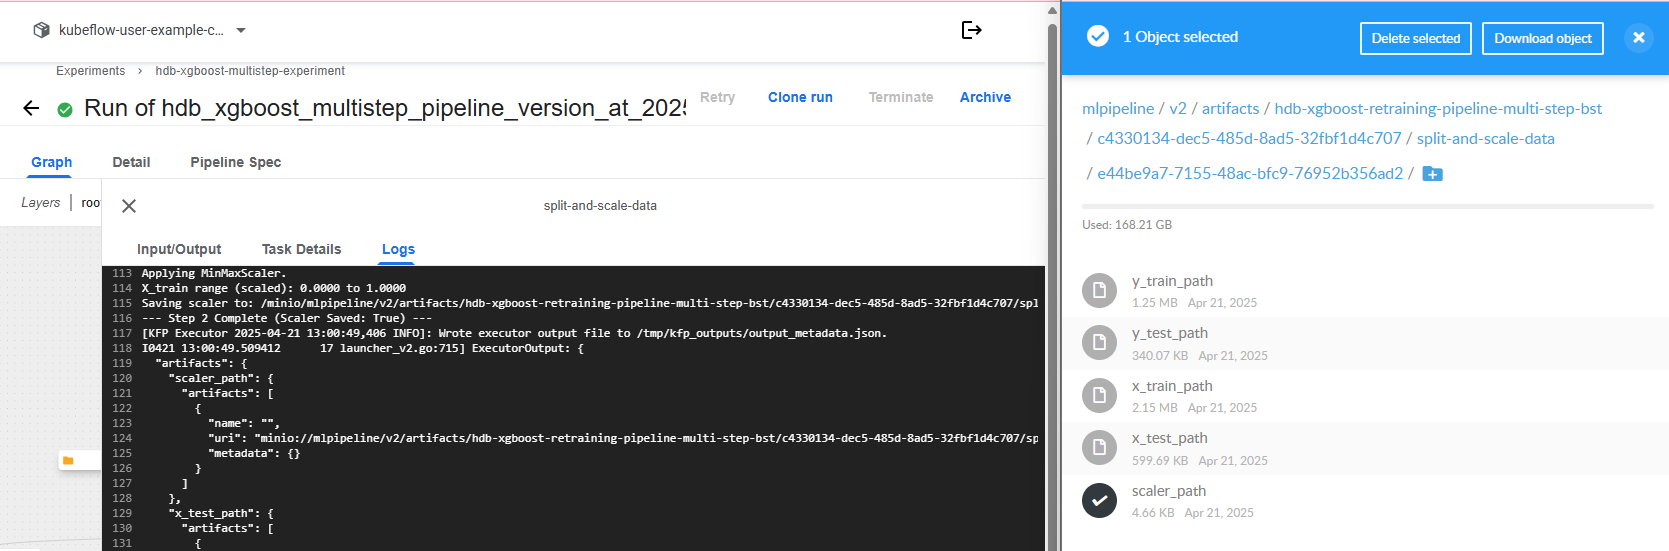 kubeflow-user-example-c...
Experiments › hdb-xgboost-multistep-experiment
Run of hdb_xgboost_multistep_pipeline_version_at_2025
Retry Clone run Terminate Archive
Graph Detail Pipeline Spec
Layers roo
split-and-scale-data
Input/Output Task Details Logs
113 Applying MinMaxScaler.
114 X_train range (scaled): 0.0000 to 1.0000
115 Saving scaler to: /minio/mlpipeline/v2/artifacts/hdb-xgboost-retraining-pipeline-multi-step-bst/c4330134-dec5-485d-8ad5-32fbf1d4c707/spl
116 --- Step 2 Complete (Scaler Saved: True) ---
117 [KFP Executor 2025-04-21 13:00:49,406 INFO]: Wrote executor output file to /tmp/kfp_outputs/output_metadata.json.
118 I0421 13:00:49.509412 17 launcher_v2.go:715] ExecutorOutput: {
119 "artifacts": {
120 "scaler_path": {
121 "artifacts": [
122 {
123 "name": "",
124 "uri": "minio://mlpipeline/v2/artifacts/hdb-xgboost-retraining-pipeline-multi-step-bst/c4330134-dec5-485d-8ad5-32fbf1d4c707/sp
125 "metadata": {}
126 }
127 ]
128 },
129 "x_test_path": {
130 "artifacts": [
131 {
1 Object selected
Delete selected Download object
mlpipeline / v2 / artifacts / hdb-xgboost-retraining-pipeline-multi-step-bst
/ c4330134-dec5-485d-8ad5-32fbf1d4c707 / split-and-scale-data
/ e44be9a7-7155-48ac-bfc9-76952b356ad2 /
Used: 168.21 GB
y_train_path
1.25 MB Apr 21, 2025
y_test_path
340.07 KB Apr 21, 2025
x_train_path
2.15 MB Apr 21, 2025
x_test_path
599.69 KB Apr 21, 2025
scaler_path
4.66 KB Apr 21, 2025